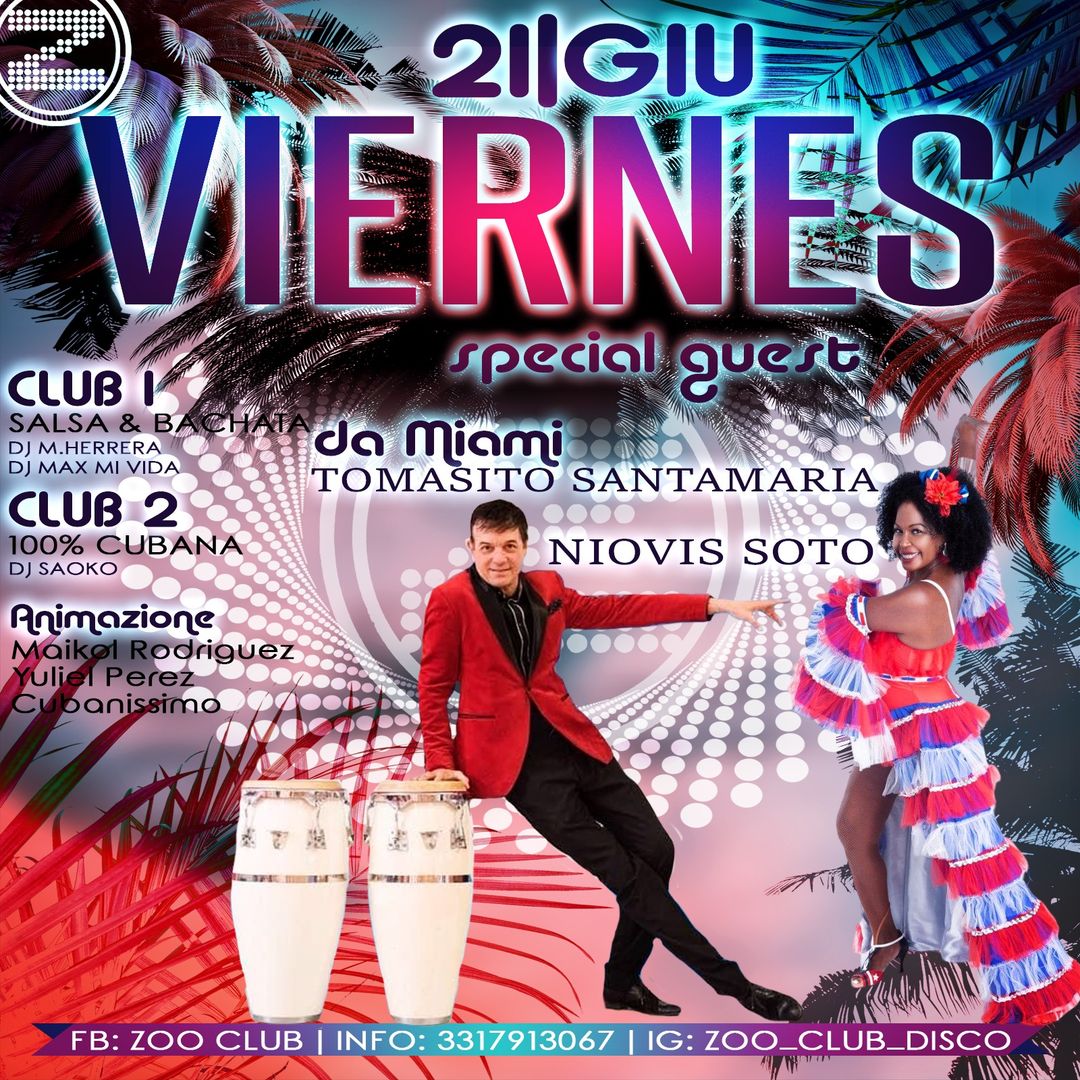 Z
21|GIU
VIERNES
special guest
CLUB 1
SALSA & BACHATA
DJ M.HERRERA
DJ MAX MI VIDA
CLUB 2
100% CUBANA
DJ SAOKO
Animazione
Maikol Rodriguez
Yuliel Perez
Cubanissimo
da Miami
TOMASITO SANTAMARIA
NIOVIS SOTO
FB: ZOO CLUB | INFO: 3317913067 | IG: ZOO_CLUB_DISCO